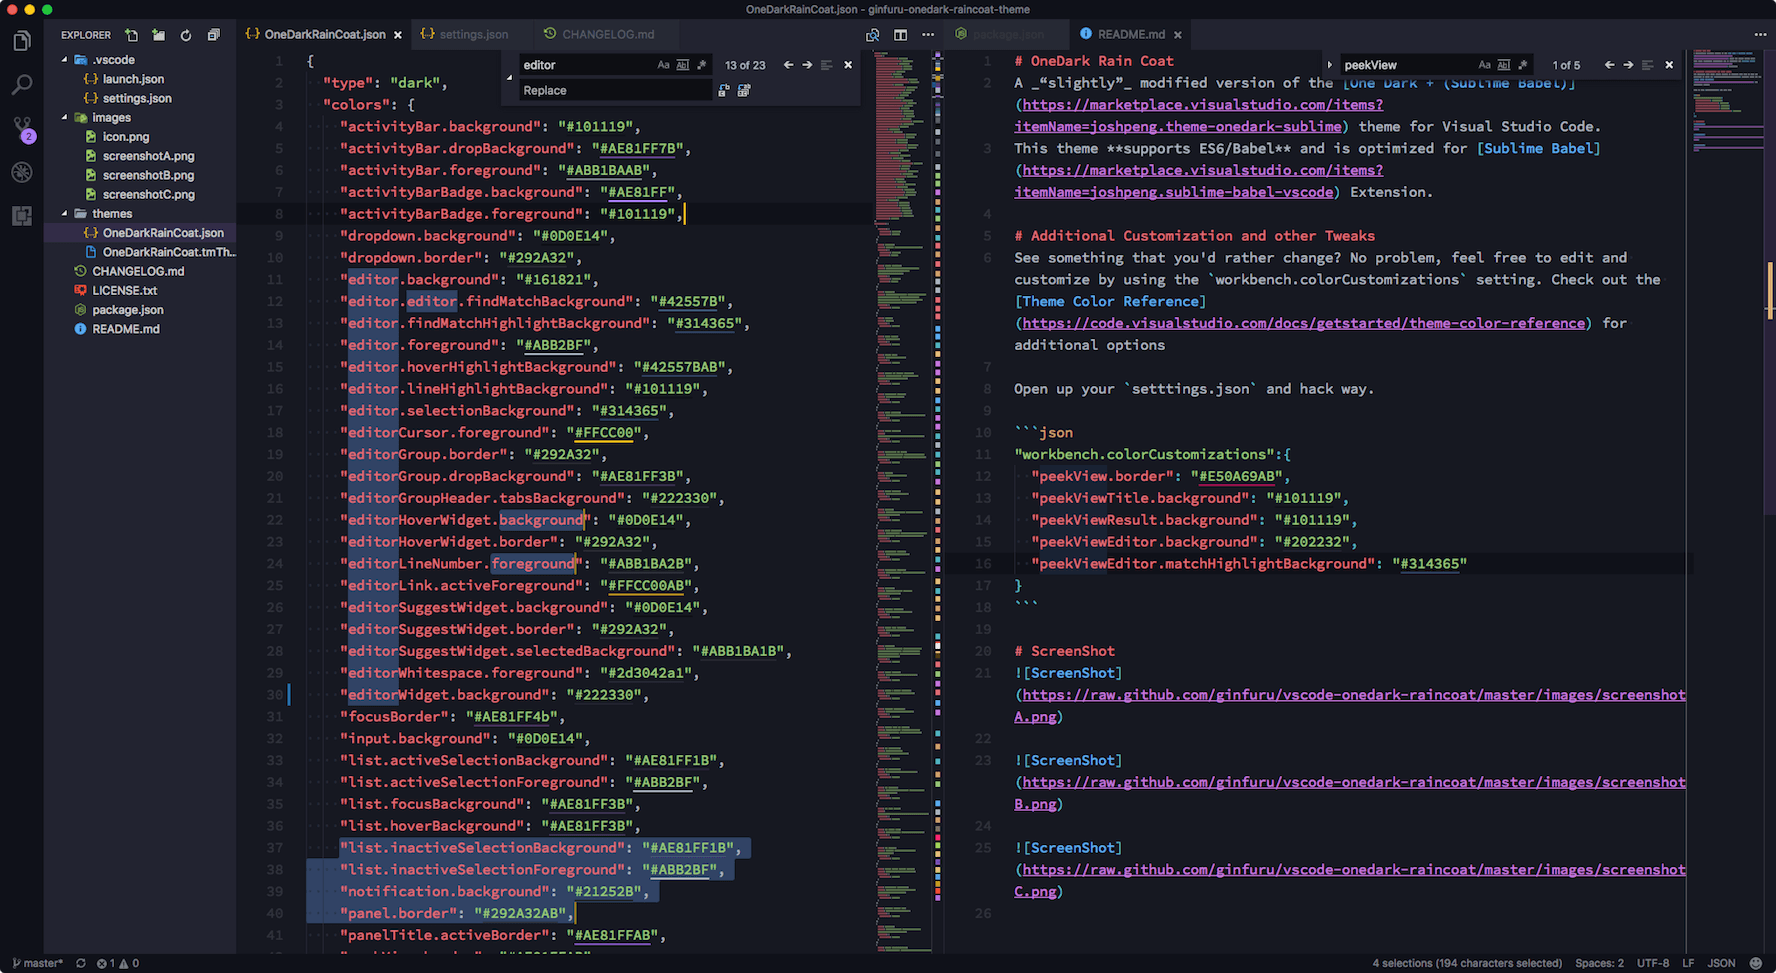 OneDarkRainCoat.json - ginfuru-onedark-raincoat-theme
EXPLORER
.vscode
{} launch.json
{} settings.json
images
icon.png
screenshotA.png
screenshotB.png
screenshotC.png
themes
{} OneDarkRainCoat.json
OneDarkRainCoat.tmTh...
CHANGELOG.md
LICENSE.txt
package.json
README.md
2
{} OneDarkRainCoat.json
{} settings.json
CHANGELOG.md
editor
Aa Abl .*
13 of 23
Replace
1 {
2 "type": "dark",
3 "colors": {
4 "activityBar.background": "#101119",
5 "activityBar.dropBackground": "#AE81FF7B",
6 "activityBar.foreground": "#ABB1BAAB",
7 "activityBarBadge.background": "#AE81FF",
8 "activityBarBadge.foreground": "#101119",
9 "dropdown.background": "#0D0E14",
10 "dropdown.border": "#292A32",
11 "editor.background": "#161821",
12 "editor.editor.findMatchBackground": "#42557B",
13 "editor.findMatchHighlightBackground": "#314365",
14 "editor.foreground": "#ABB2BF",
15 "editor.hoverHighlightBackground": "#42557BAB",
16 "editor.lineHighlightBackground": "#101119",
17 "editor.selectionBackground": "#314365",
18 "editorCursor.foreground": "#FFCC00",
19 "editorGroup.border": "#292A32",
20 "editorGroup.dropBackground": "#AE81FF3B",
21 "editorGroupHeader.tabsBackground": "#222330",
22 "editorHoverWidget.background": "#0D0E14",
23 "editorHoverWidget.border": "#292A32",
24 "editorLineNumber.foreground": "#ABB1BA2B",
25 "editorLink.activeForeground": "#FFCC00AB",
26 "editorSuggestWidget.background": "#0D0E14",
27 "editorSuggestWidget.border": "#292A32",
28 "editorSuggestWidget.selectedBackground": "#ABB1BA1B",
29 "editorWhitespace.foreground": "#2d3042a1",
30 "editorWidget.background": "#222330",
31 "focusBorder": "#AE81FF4b",
32 "input.background": "#0D0E14",
33 "list.activeSelectionBackground": "#AE81FF1B",
34 "list.activeSelectionForeground": "#ABB2BF",
35 "list.focusBackground": "#AE81FF3B",
36 "list.hoverBackground": "#AE81FF3B",
37 "list.inactiveSelectionBackground": "#AE81FF1B",
38 "list.inactiveSelectionForeground": "#ABB2BF",
39 "notification.background": "#21252B",
40 "panel.border": "#292A32AB",
41 "panelTitle.activeBorder": "#AE81FFAB",
package.json
README.md
peekView
Aa Abl .*
1 of 5
1 # OneDark Rain Coat
2 A _“slightly”_ modified version of the [One Dark + (Sublime Babel)]
(https://marketplace.visualstudio.com/items?
itemName=joshpeng.theme-onedark-sublime) theme for Visual Studio Code.
3 This theme **supports ES6/Babel** and is optimized for [Sublime Babel]
(https://marketplace.visualstudio.com/items?
itemName=joshpeng.sublime-babel-vscode) Extension.
4
5 # Additional Customization and other Tweaks
6 See something that you'd rather change? No problem, feel free to edit and
customize by using the `workbench.colorCustomizations` setting. Check out the
[Theme Color Reference]
(https://code.visualstudio.com/docs/getstarted/theme-color-reference) for
additional options
7
8 Open up your `setttings.json` and hack way.
9
10 ```json
11 "workbench.colorCustomizations":{
12 "peekView.border": "#E50A69AB",
13 "peekViewTitle.background": "#101119",
14 "peekViewResult.background": "#101119",
15 "peekViewEditor.background": "#202232",
16 "peekViewEditor.matchHighlightBackground": "#314365"
17 }
18 ```
19
20 # ScreenShot
21 ![ScreenShot]
(https://raw.github.com/ginfuru/vscode-onedark-raincoat/master/images/screenshot
A.png)
22
23 ![ScreenShot]
(https://raw.github.com/ginfuru/vscode-onedark-raincoat/master/images/screenshot
B.png)
24
25 ![ScreenShot]
(https://raw.github.com/ginfuru/vscode-onedark-raincoat/master/images/screenshot
C.png)
26
master*
1 0
4 selections (194 characters selected) Spaces: 2 UTF-8 LF JSON